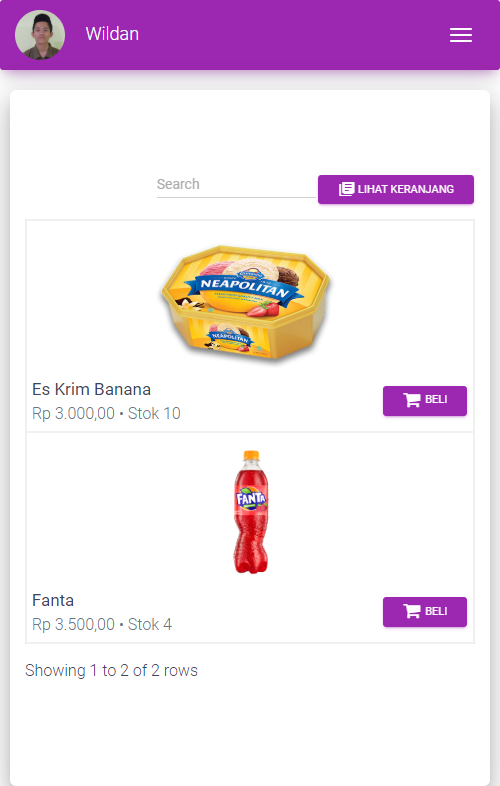 Wildan
Search
LIHAT KERANJANG
NEAPOLITAN
NEAPOLITAN
Es Krim Banana
Rp 3.000,00 • Stok 10
BELI
FANTA
Fanta
Rp 3.500,00 • Stok 4
BELI
Showing 1 to 2 of 2 rows